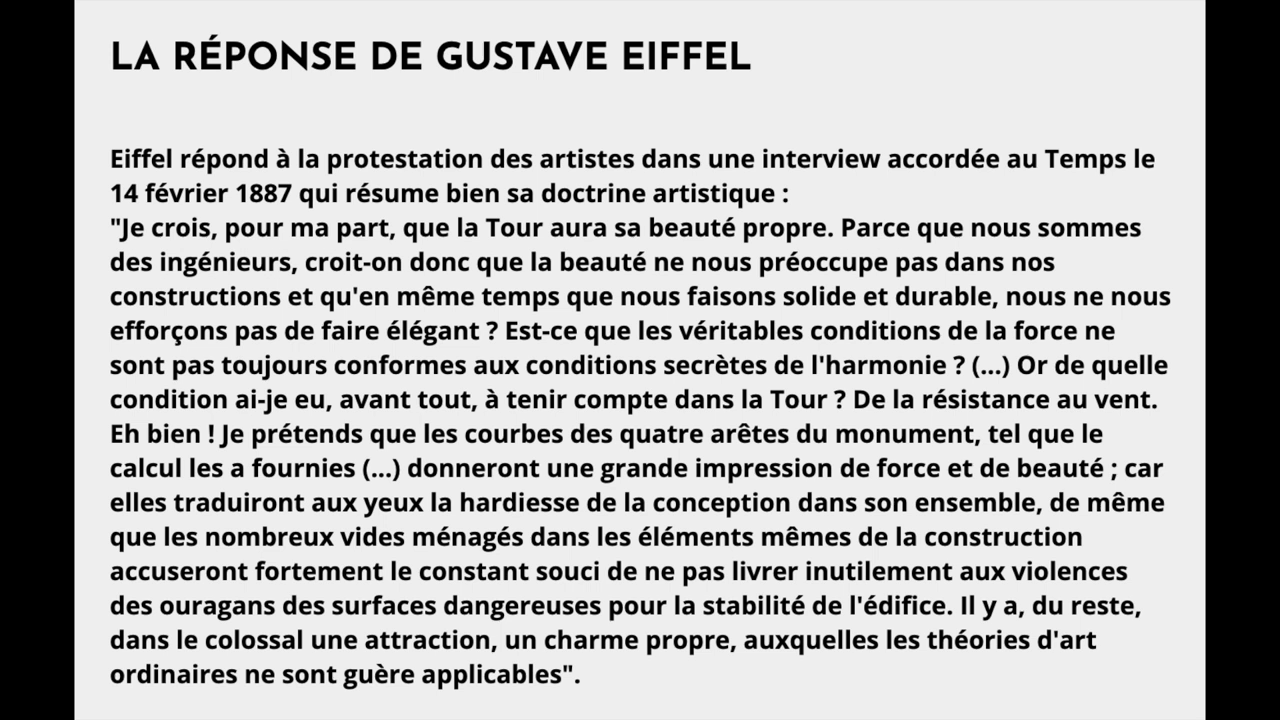 LA RÉPONSE DE GUSTAVE EIFFEL
Eiffel répond à la protestation des artistes dans une interview accordée au Temps le
14 février 1887 qui résume bien sa doctrine artistique :
"Je crois, pour ma part, que la Tour aura sa beauté propre. Parce que nous sommes
des ingénieurs, croit-on donc que la beauté ne nous préoccupe pas dans nos
constructions et qu'en même temps que nous faisons solide et durable, nous ne nous
efforçons pas de faire élégant ? Est-ce que les véritables conditions de la force ne
sont pas toujours conformes aux conditions secrètes de l'harmonie ? (...) Or de quelle
condition ai-je eu, avant tout, à tenir compte dans la Tour ? De la résistance au vent.
Eh bien ! Je prétends que les courbes des quatre arêtes du monument, tel que le
calcul les a fournies (...) donneront une grande impression de force et de beauté ; car
elles traduiront aux yeux la hardiesse de la conception dans son ensemble, de même
que les nombreux vides ménagés dans les éléments mêmes de la construction
accuseront fortement le constant souci de ne pas livrer inutilement aux violences
des ouragans des surfaces dangereuses pour la stabilité de l'édifice. Il y a, du reste,
dans le colossal une attraction, un charme propre, auxquelles les théories d'art
ordinaires ne sont guère applicables".